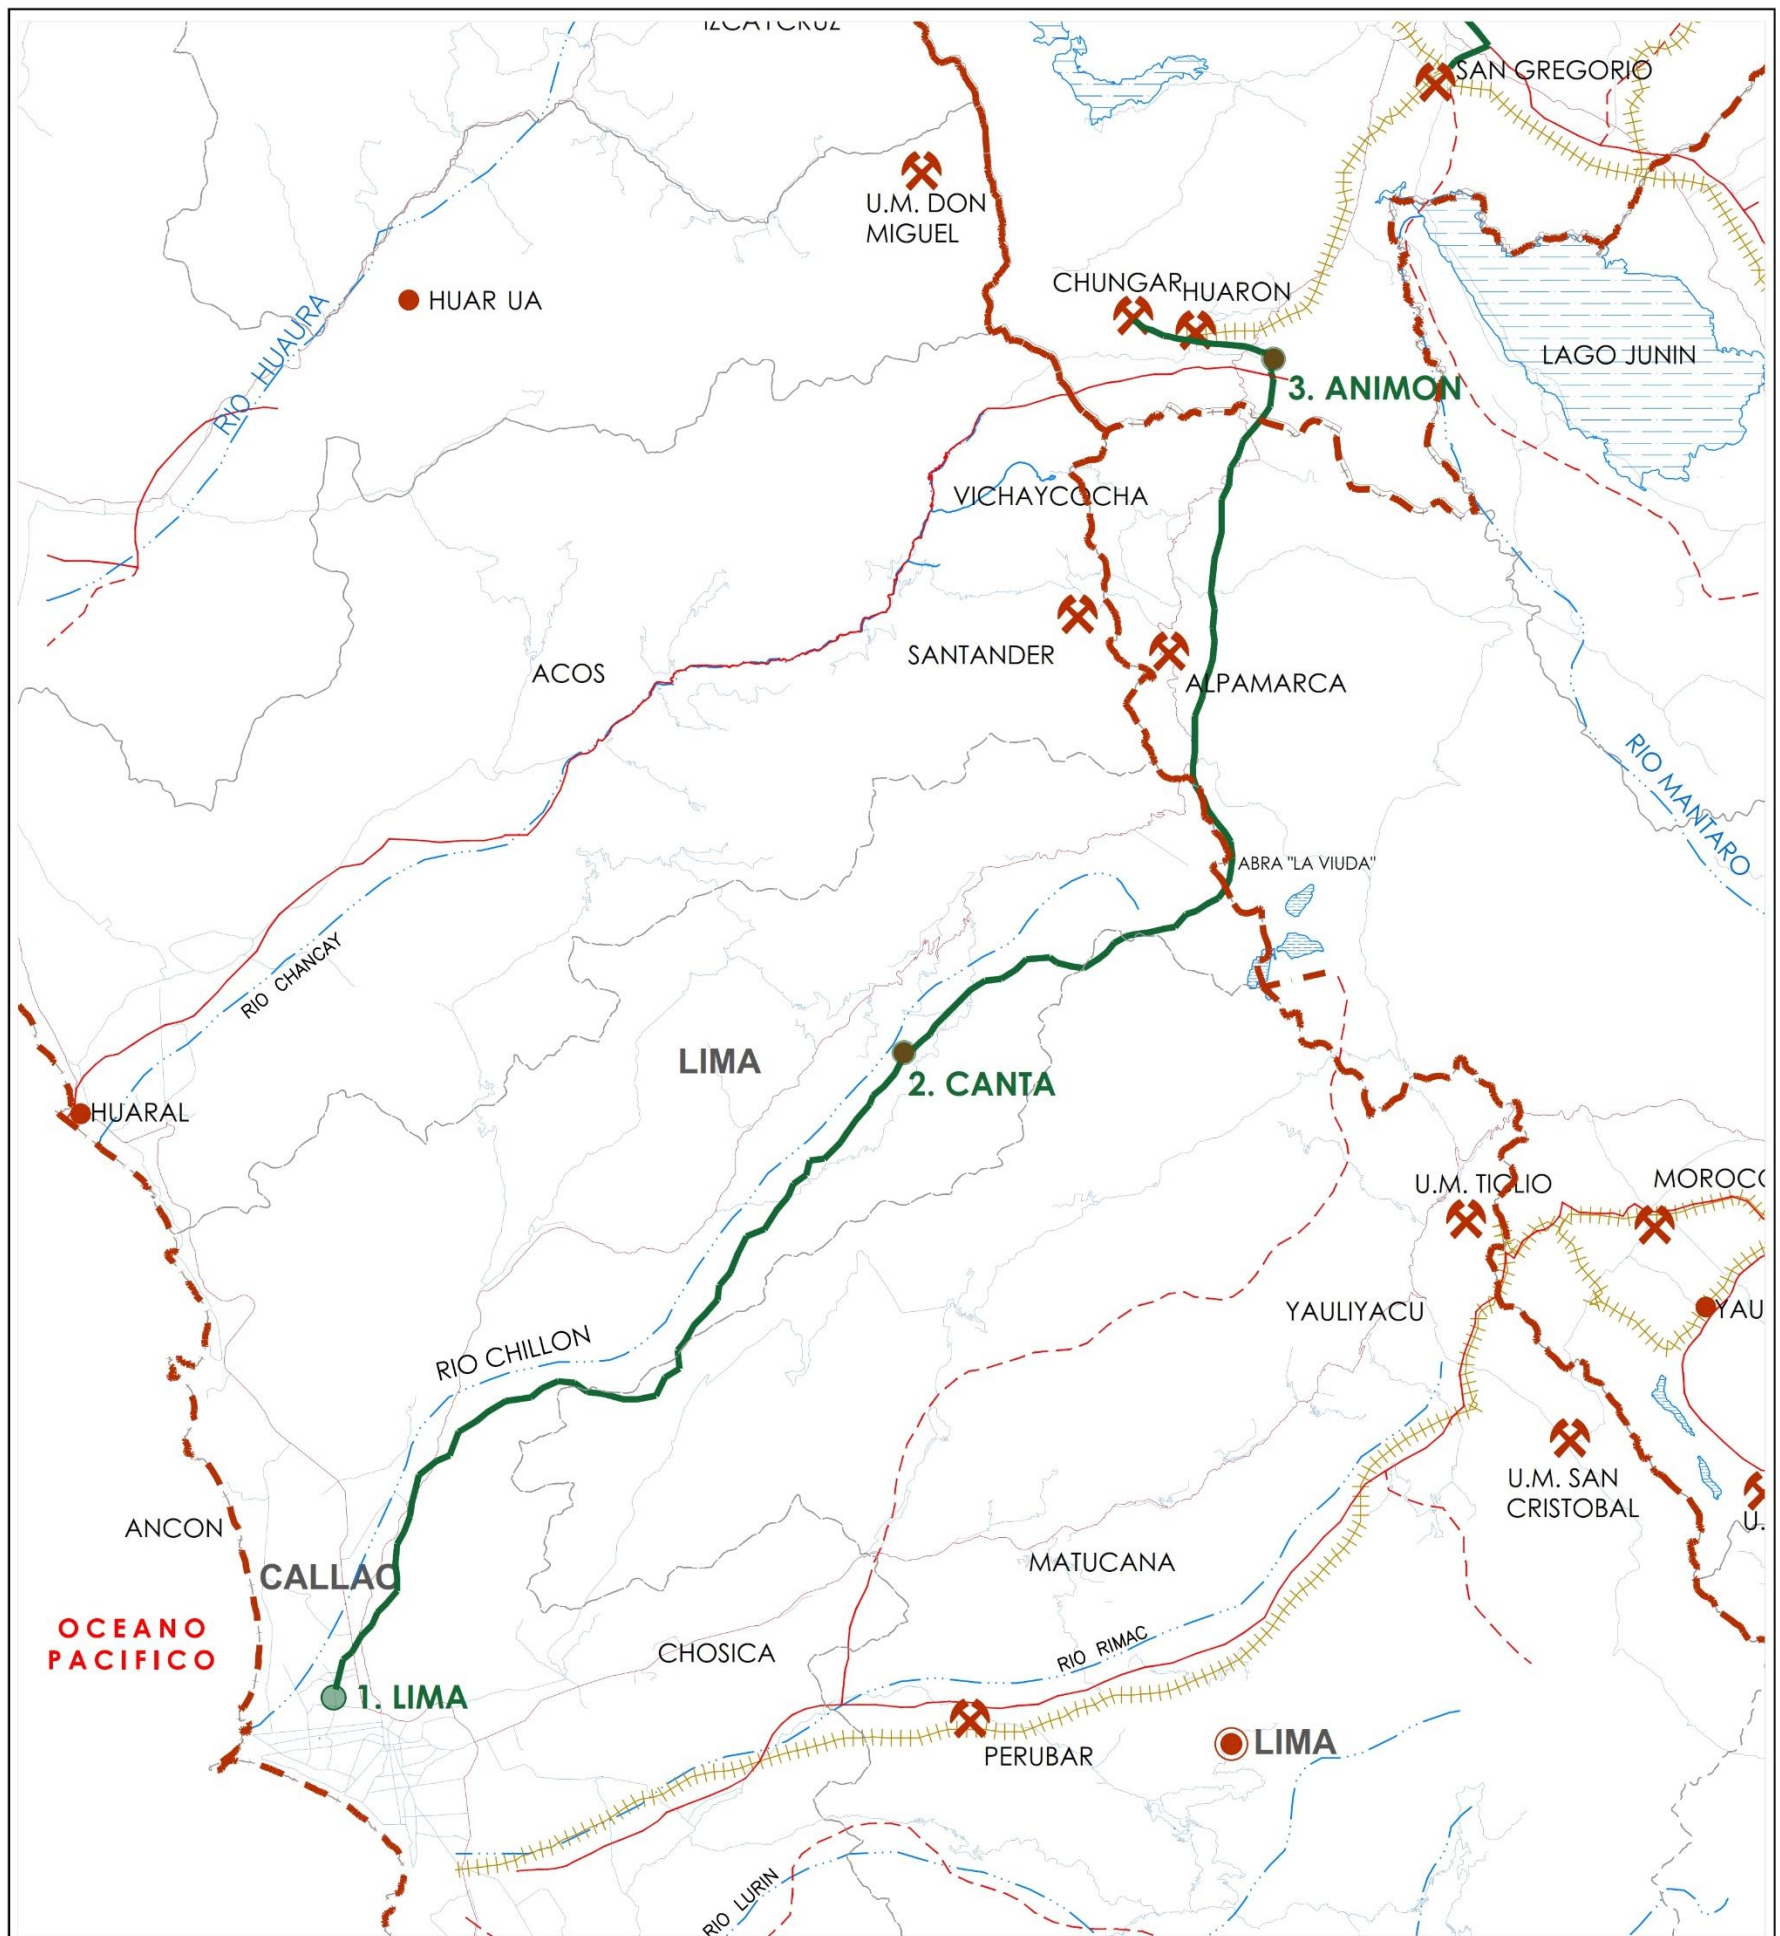 IZCAYCRUZ
SAN GREGORIO
U.M. DON
MIGUEL
CHUNGAR
HUARON
HUAR UA
RIO HUAURA
LAGO JUNIN
3. ANIMON
VICHAYCOCHA
SANTANDER
ACOS
ALPAMARCA
RIO MANTARO
ABRA "LA VIUDA"
RIO CHANCAY
LIMA
2. CANTA
HUARAL
U.M. TICLIO
MOROCO
YAULIYACU
YAU
RIO CHILLON
U.M. SAN
CRISTOBAL
U.
ANCON
MATUCANA
CALLAO
OCEANO
PACIFICO
CHOSICA
RIO RIMAC
1. LIMA
PERUBAR
LIMA
RIO LURIN